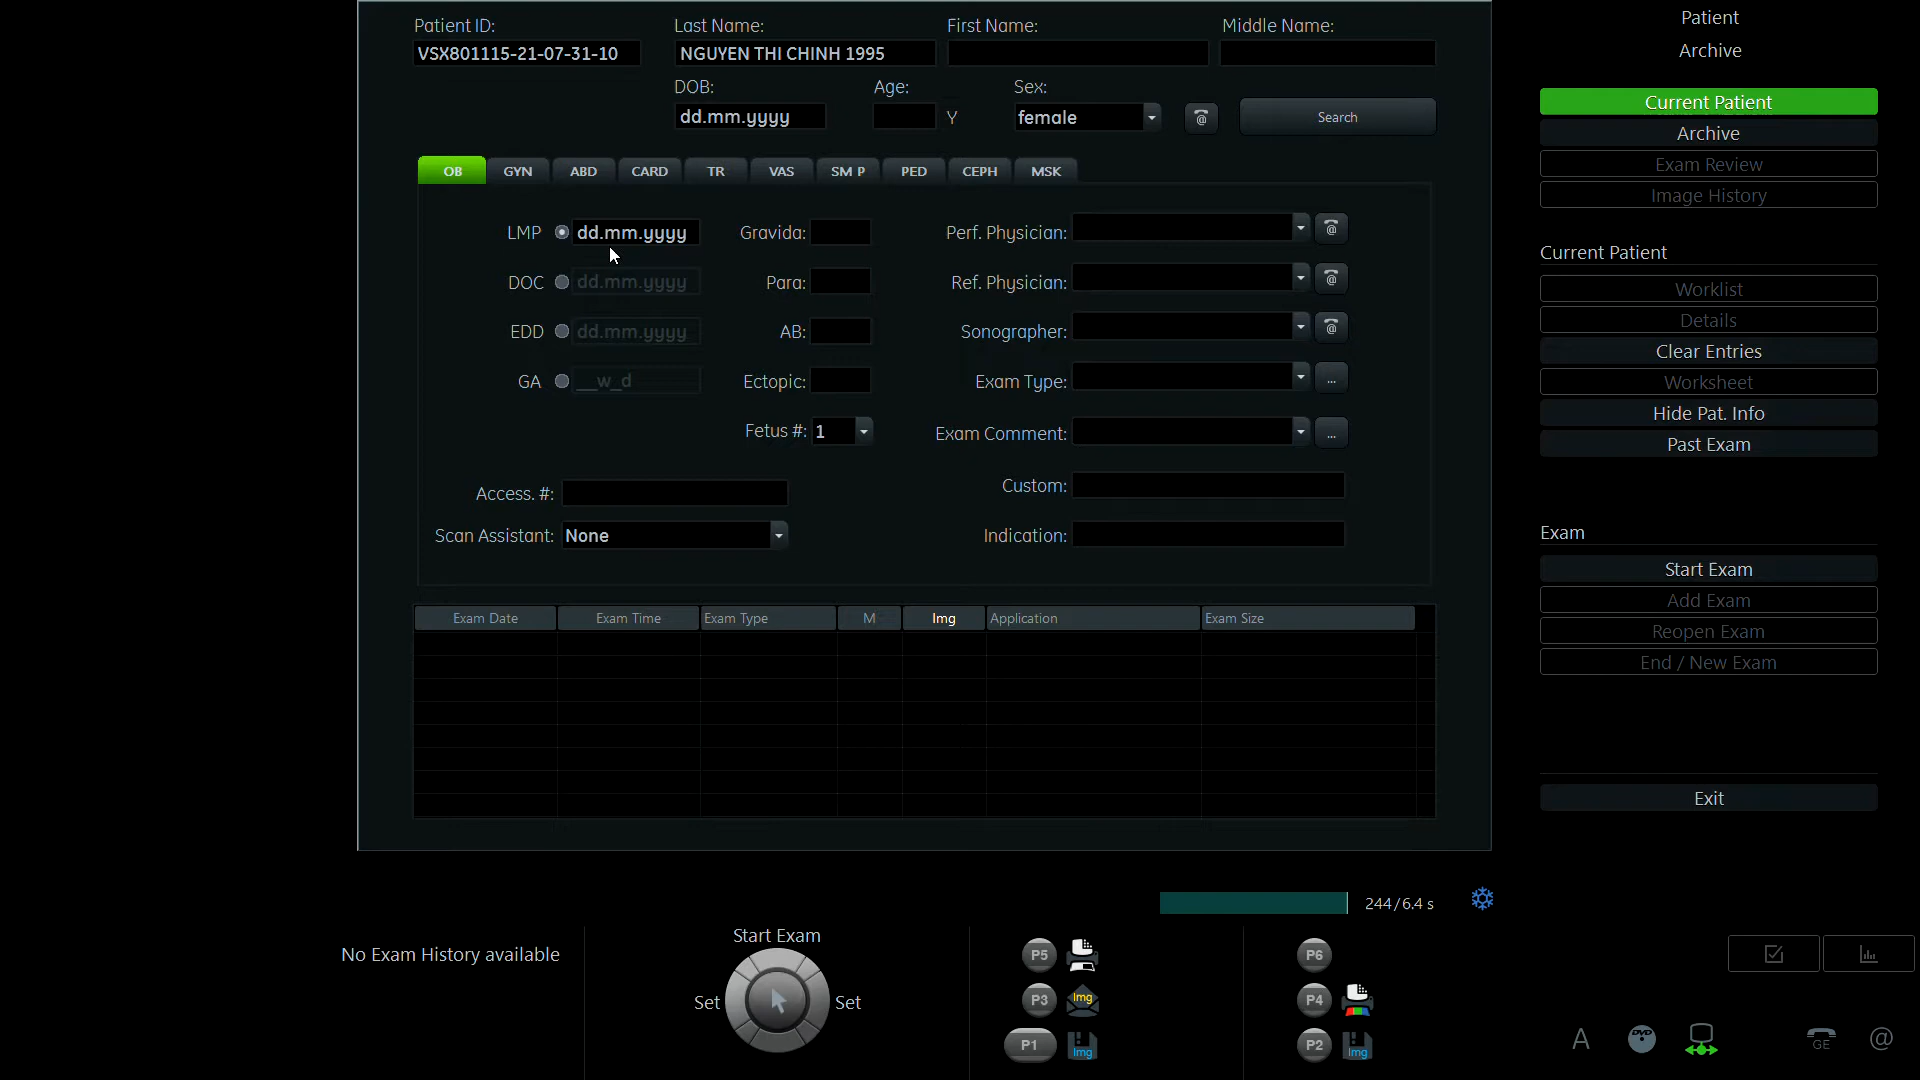 Patient ID: Last Name: First Name: Middle Name:
VSX801115-21-07-31-10 NGUYEN THI CHINH 1995
DOB: Age: Sex:
dd.mm.yyyy Y female @ Search
OB GYN ABD CARD TR VAS SM P PED CEPH MSK
LMP dd.mm.yyyy Gravida: Perf. Physician: @
DOC dd.mm.yyyy Para: Ref. Physician: @
EDD dd.mm.yyyy AB: Sonographer: @
GA __w_d Ectopic: Exam Type: ...
Fetus #: 1 Exam Comment: ...
Access. #: Custom:
Scan Assistant: None Indication:
Exam Date Exam Time Exam Type M Img Application Exam Size
244/6.4 s
No Exam History available
Start Exam
Set Set
P5
P3 Img
P1 Img
P6
P4
P2 Img
Patient
Archive
Current Patient
Archive
Exam Review
Image History
Current Patient
Worklist
Details
Clear Entries
Worksheet
Hide Pat. Info
Past Exam
Exam
Start Exam
Add Exam
Reopen Exam
End / New Exam
Exit
A DVD GE @